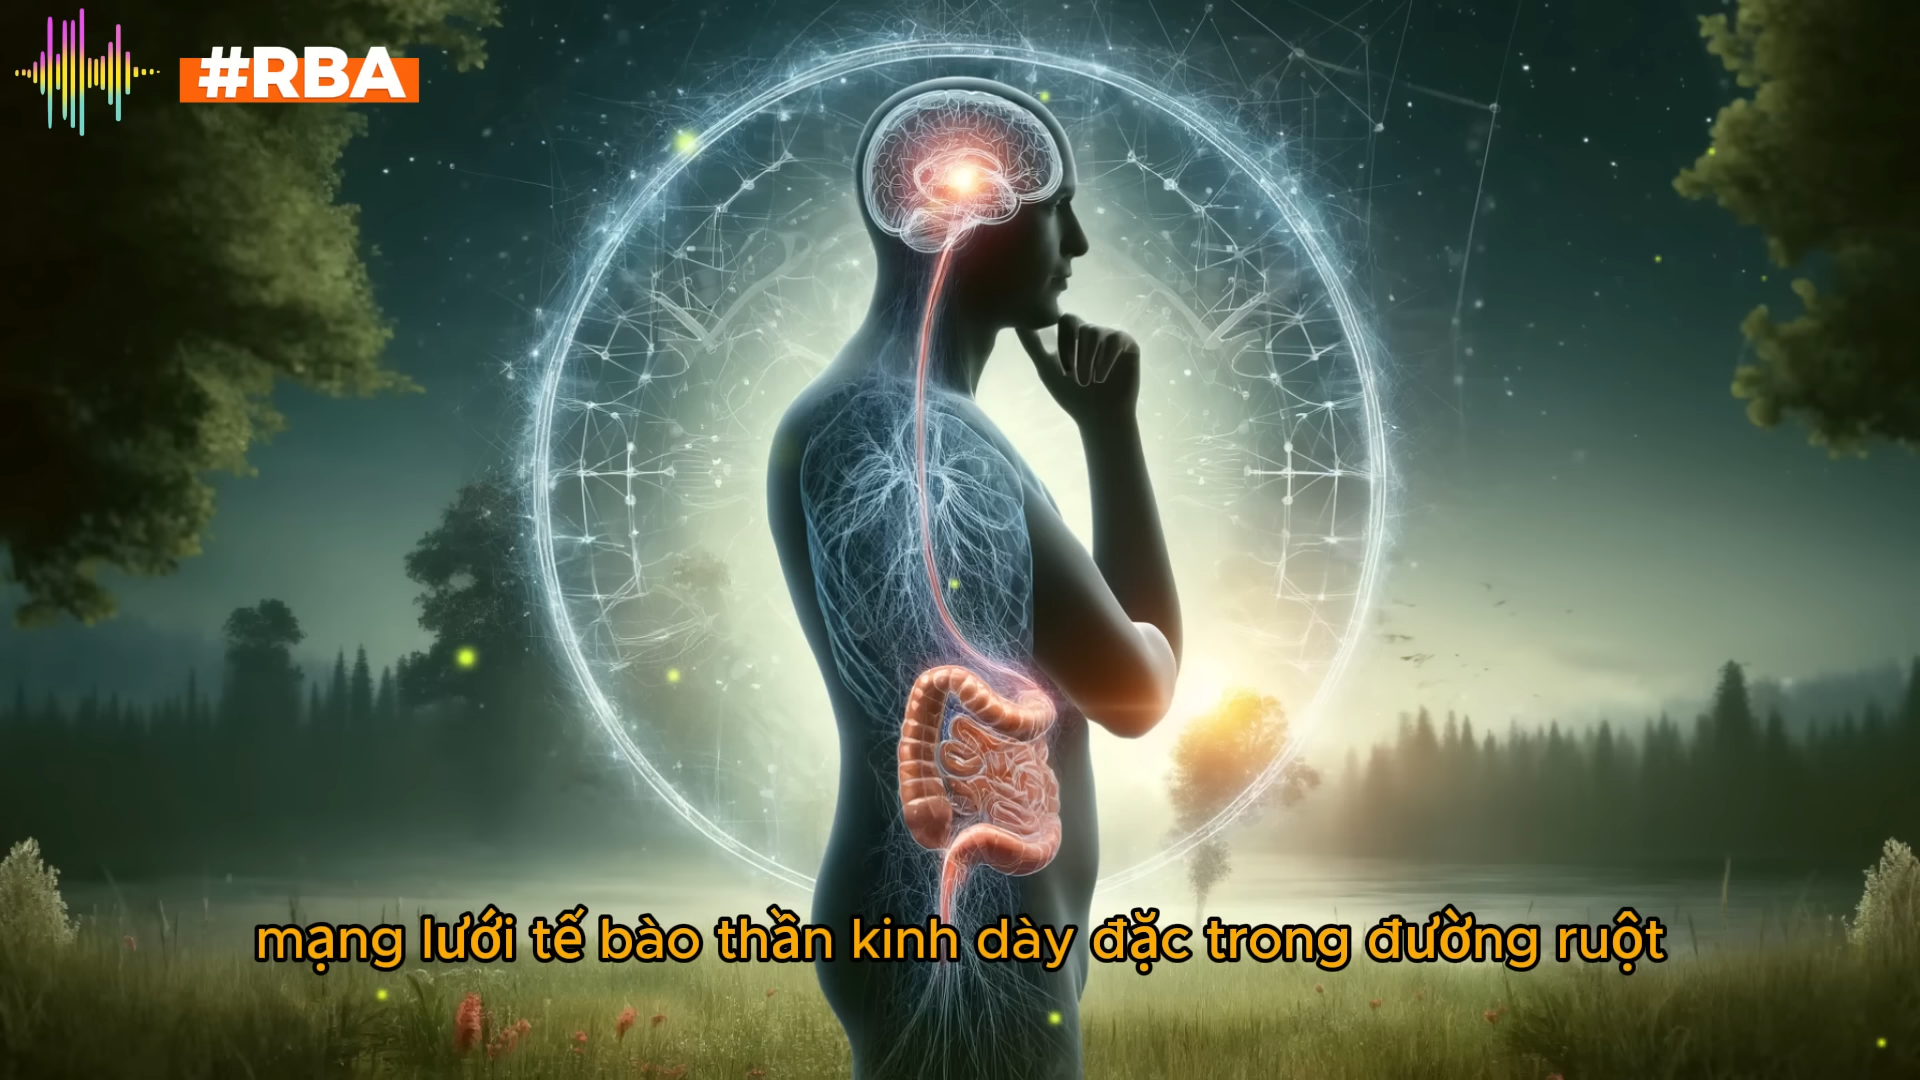 #RBA
mạng lưới tế bào thần kinh dày đặc trong đường ruột